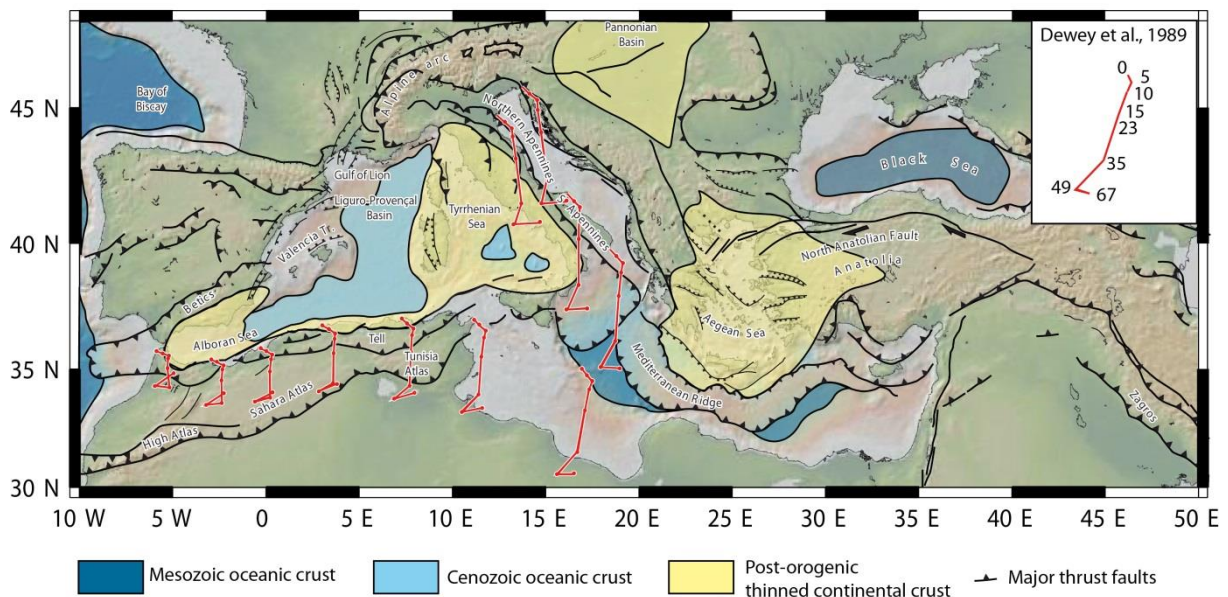 Pannonian
Basin
Dewey et al., 1989
0
5
10
15
23
35
49
67
45 N
40 N
35 N
30 N
Bay of
Biscay
Alpine arc
Northern Apennines
S. Apennines
Gulf of Lion
Liguro-Provençal
Basin
Tyrrhenian
Sea
Valencia Tr.
Black Sea
North Anatolian Fault
Anatolia
Betics
Alboran Sea
Aegean Sea
Tell
Tunisia
Atlas
Sahara Atlas
High Atlas
Mediterranean Ridge
Zagros
10 W
5 W
0
5 E
10 E
15 E
20 E
25 E
30 E
35 E
40 E
45 E
50 E
Mesozoic oceanic crust
Cenozoic oceanic crust
Post-orogenic
thinned continental crust
Major thrust faults